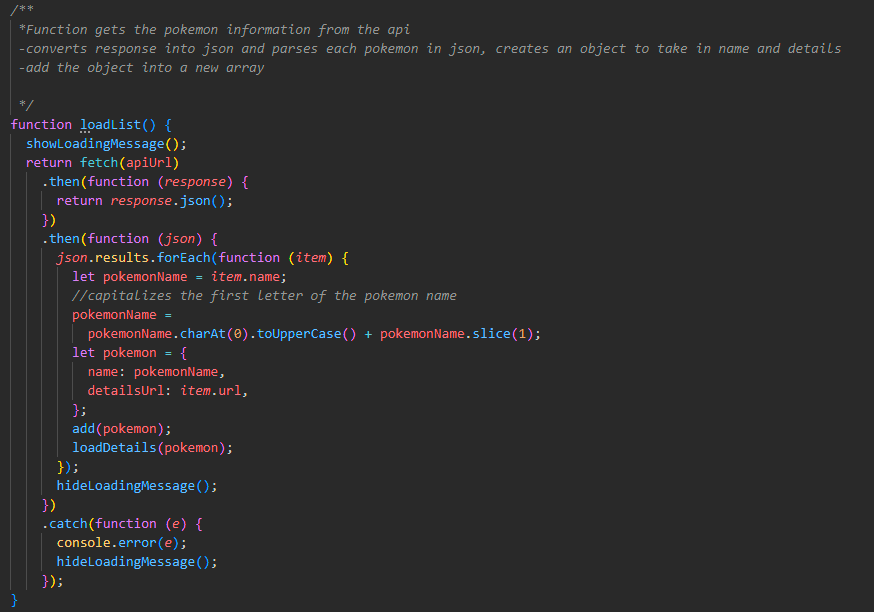 /**
*Function gets the pokemon information from the api
-converts response into json and parses each pokemon in json, creates an object to take in name and details
-add the object into a new array
*/
function loadList() {
showLoadingMessage();
return fetch(apiUrl)
.then(function (response) {
return response.json();
})
.then(function (json) {
json.results.forEach(function (item) {
let pokemonName = item.name;
//capitalizes the first letter of the pokemon name
pokemonName =
pokemonName.charAt(0).toUpperCase() + pokemonName.slice(1);
let pokemon = {
name: pokemonName,
detailsUrl: item.url,
};
add(pokemon);
loadDetails(pokemon);
});
hideLoadingMessage();
})
.catch(function (e) {
console.error(e);
hideLoadingMessage();
});
}